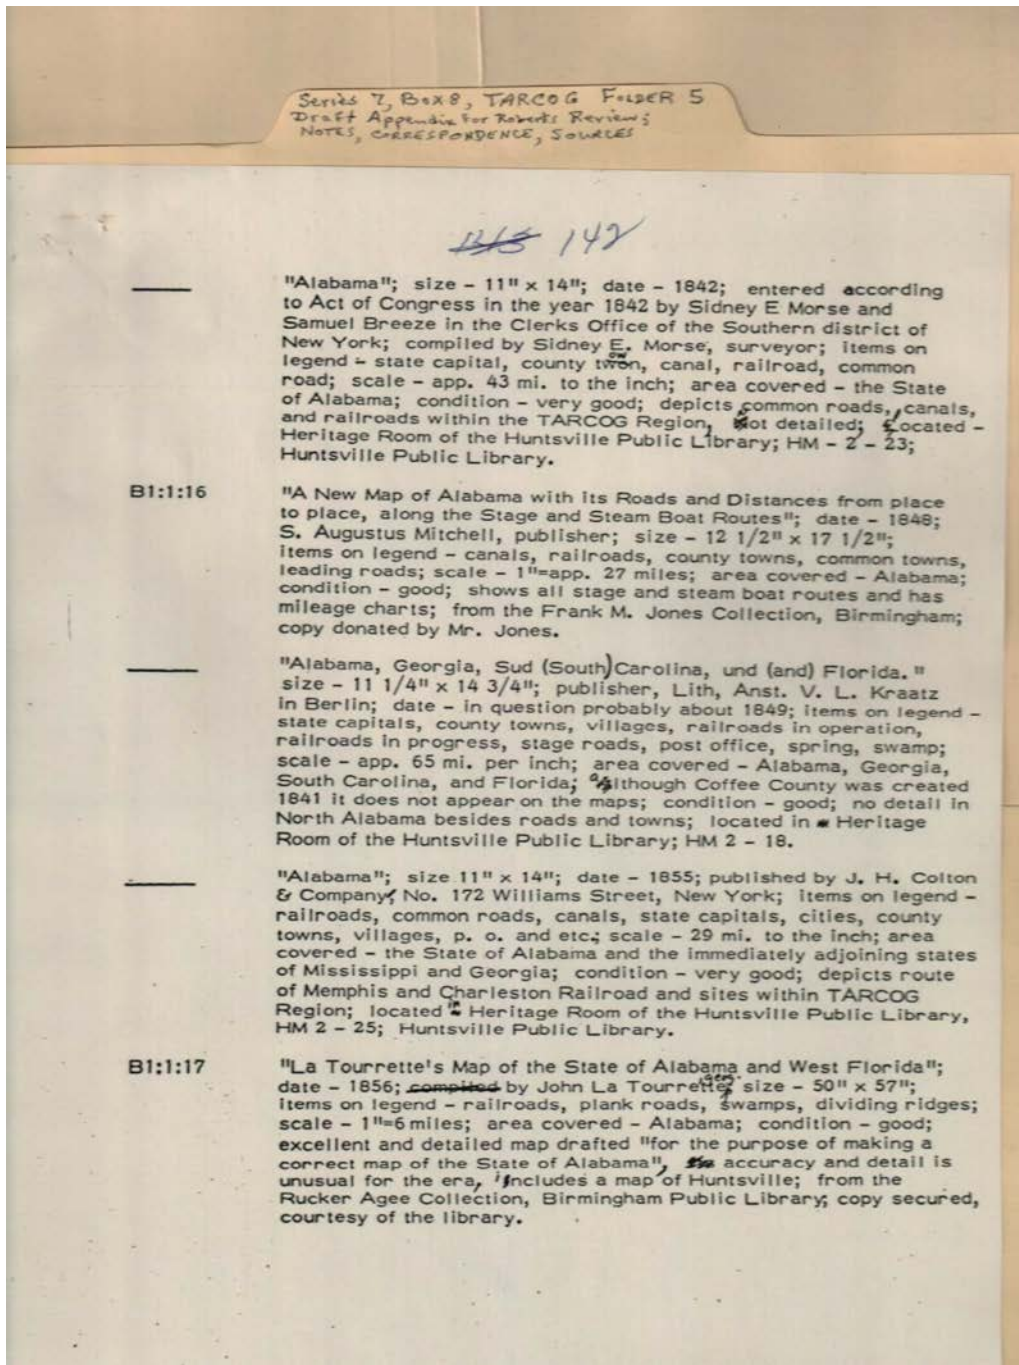 Series 7, Box 8, TARCOG FOLDER 5
Draft Appendix For Roberts Review;
NOTES, CORRESPONDENCE, SOURCES
142
"Alabama"; size - 11" x 14"; date - 1842; entered according
to Act of Congress in the year 1842 by Sidney E Morse and
Samuel Breeze in the Clerks Office of the Southern district of
New York; compiled by Sidney E. Morse, surveyor; items on
legend - state capital, county town, canal, railroad, common
road; scale - app. 43 mi. to the inch; area covered - the State
of Alabama; condition - very good; depicts common roads, canals,
and railroads within the TARCOG Region, not detailed; Located -
Heritage Room of the Huntsville Public Library; HM - 2 - 23;
Huntsville Public Library.
B1:1:16 "A New Map of Alabama with its Roads and Distances from place
to place, along the Stage and Steam Boat Routes"; date - 1848;
S. Augustus Mitchell, publisher; size - 12 1/2" x 17 1/2";
items on legend - canals, railroads, county towns, common towns,
leading roads; scale - 1"=app. 27 miles; area covered - Alabama;
condition - good; shows all stage and steam boat routes and has
mileage charts; from the Frank M. Jones Collection, Birmingham;
copy donated by Mr. Jones.
"Alabama, Georgia, Sud (South) Carolina, und (and) Florida. "
size - 11 1/4" x 14 3/4"; publisher, Lith, Anst. V. L. Kraatz
in Berlin; date - in question probably about 1849; items on legend -
state capitals, county towns, villages, railroads in operation,
railroads in progress, stage roads, post office, spring, swamp;
scale - app. 65 mi. per inch; area covered - Alabama, Georgia,
South Carolina, and Florida; although Coffee County was created
1841 it does not appear on the maps; condition - good; no detail in
North Alabama besides roads and towns; located in Heritage
Room of the Huntsville Public Library; HM 2 - 18.
"Alabama"; size 11" x 14"; date - 1855; published by J. H. Colton
& Company, No. 172 Williams Street, New York; items on legend -
railroads, common roads, canals, state capitals, cities, county
towns, villages, p. o. and etc.; scale - 29 mi. to the inch; area
covered - the State of Alabama and the immediately adjoining states
of Mississippi and Georgia; condition - very good; depicts route
of Memphis and Charleston Railroad and sites within TARCOG
Region; located in Heritage Room of the Huntsville Public Library,
HM 2 - 25; Huntsville Public Library.
B1:1:17 "La Tourrette's Map of the State of Alabama and West Florida";
date - 1856; compiled by John La Tourrette, size - 50" x 57";
items on legend - railroads, plank roads, swamps, dividing ridges;
scale - 1"=6 miles; area covered - Alabama; condition - good;
excellent and detailed map drafted "for the purpose of making a
correct map of the State of Alabama", the accuracy and detail is
unusual for the era, includes a map of Huntsville; from the
Rucker Agee Collection, Birmingham Public Library; copy secured,
courtesy of the library.